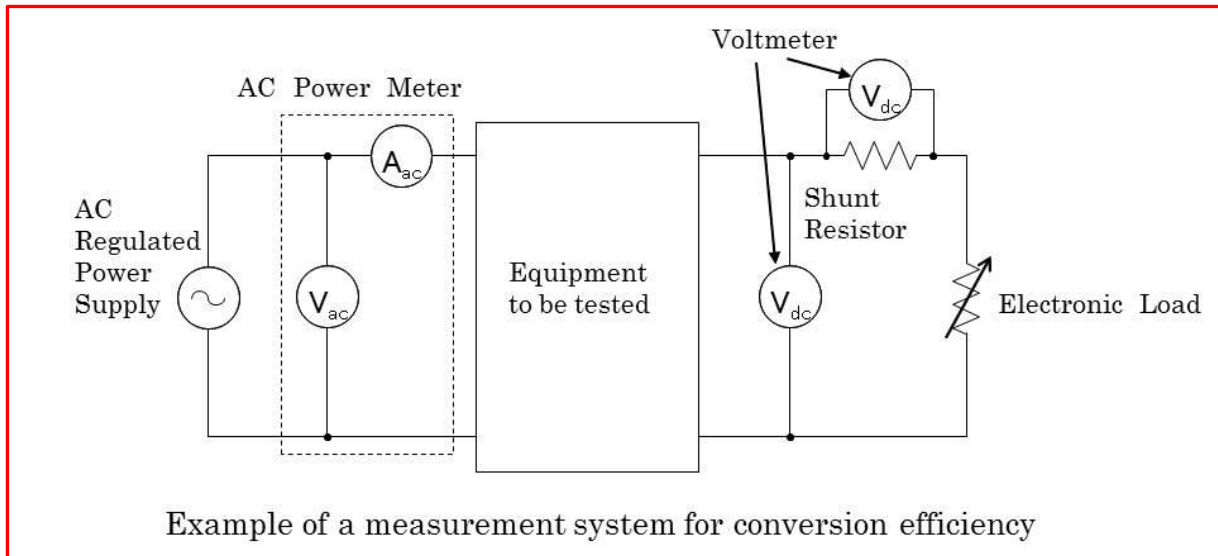 Voltmeter
AC Power Meter
Vdc
Aac
AC
Regulated
Power
Supply
Shunt
Resistor
Vac
Equipment
to be tested
Vdc
Electronic Load
Example of a measurement system for conversion efficiency